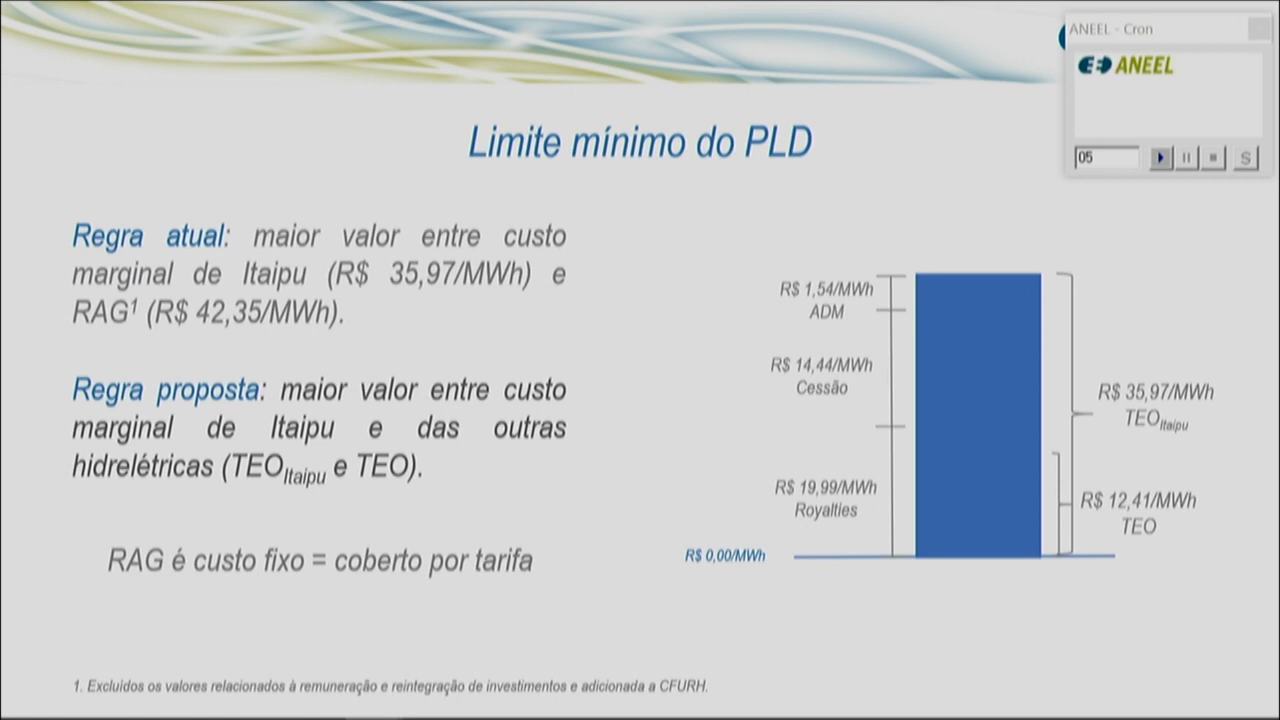 ANEEL - Cron
ANEEL
05
S
Limite mínimo do PLD
Regra atual: maior valor entre custo
marginal de Itaipu (R$ 35,97/MWh) e
RAG¹ (R$ 42,35/MWh).
Regra proposta: maior valor entre custo
marginal de Itaipu e das outras
hidrelétricas (TEOItaipu e TEO).
RAG é custo fixo = coberto por tarifa
R$ 1,54/MWh
ADM
R$ 14,44/MWh
Cessão
R$ 19,99/MWh
Royalties
R$ 0,00/MWh
R$ 35,97/MWh
TEOItaipu
R$ 12,41/MWh
TEO
1. Excluídos os valores relacionados à remuneração e reintegração de investimentos e adicionada a CFURH.